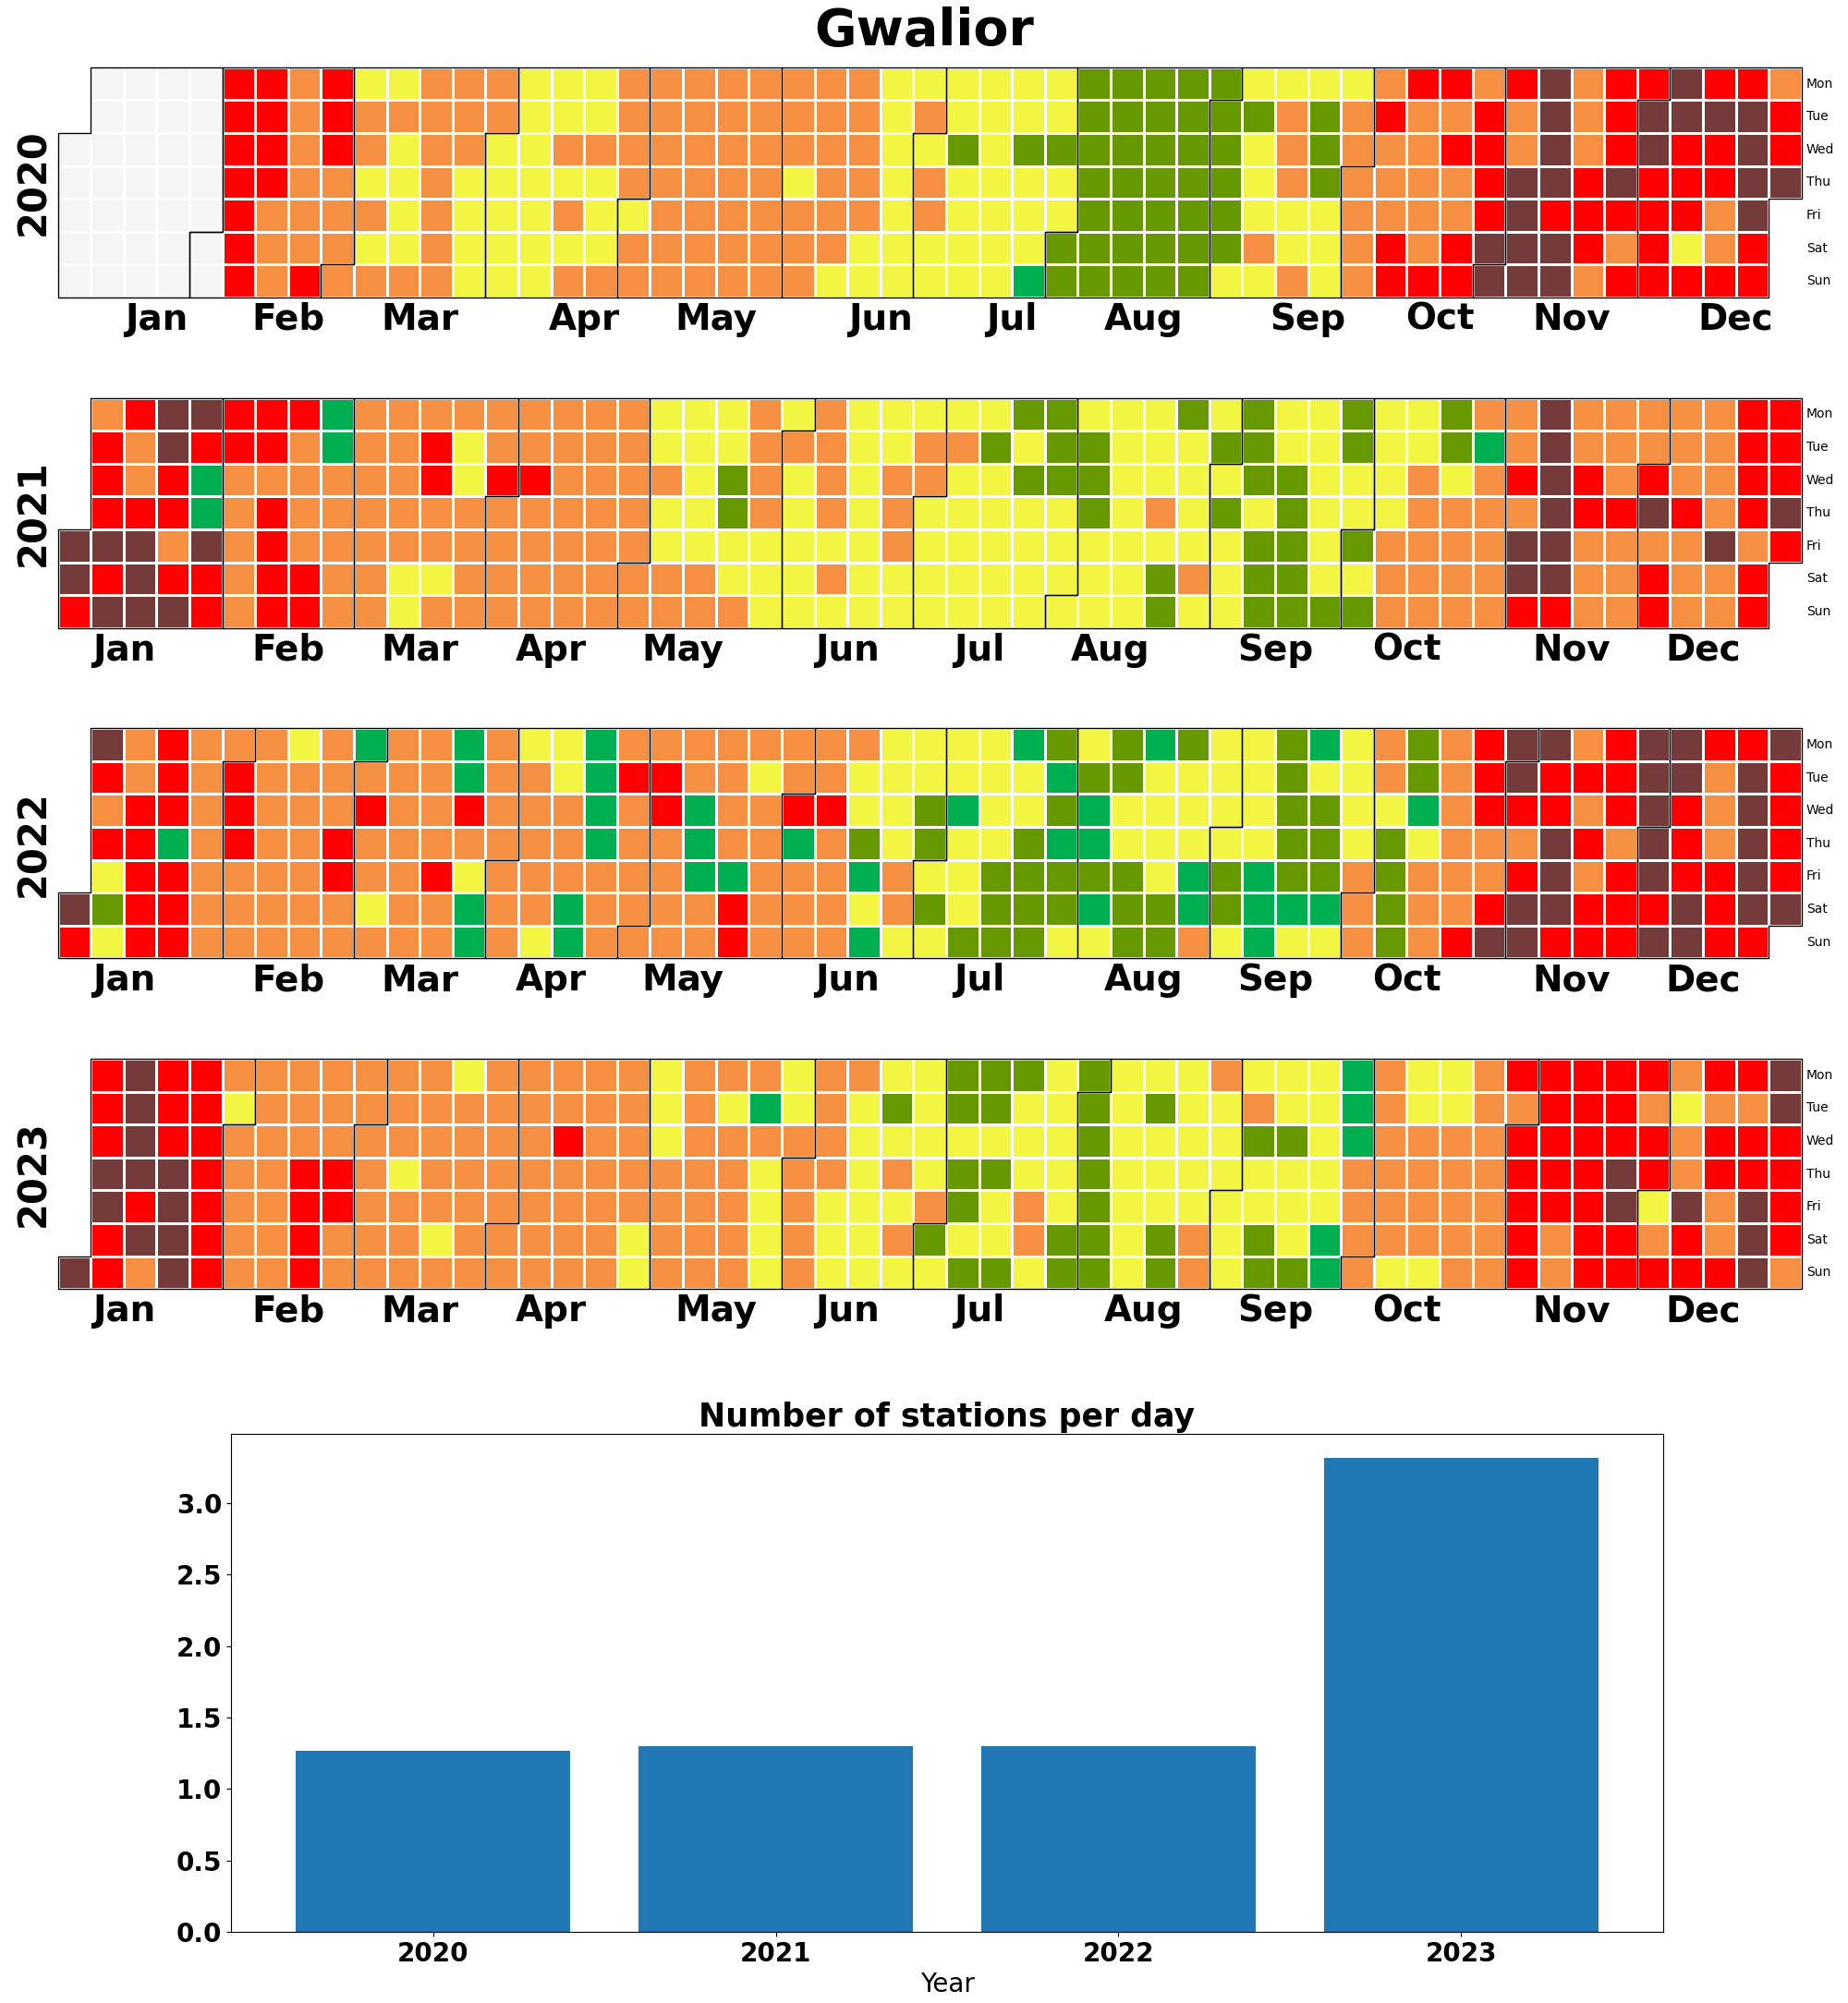 Gwalior
2020
Mon
Tue
Wed
Thu
Fri
Sat
Sun
Jan Feb Mar Apr May Jun Jul Aug Sep Oct Nov Dec
2021
Mon
Tue
Wed
Thu
Fri
Sat
Sun
Jan Feb Mar Apr May Jun Jul Aug Sep Oct Nov Dec
2022
Mon
Tue
Wed
Thu
Fri
Sat
Sun
Jan Feb Mar Apr May Jun Jul Aug Sep Oct Nov Dec
2023
Mon
Tue
Wed
Thu
Fri
Sat
Sun
Jan Feb Mar Apr May Jun Jul Aug Sep Oct Nov Dec
Number of stations per day
3.0
2.5
2.0
1.5
1.0
0.5
0.0
2020 2021 2022 2023
Year